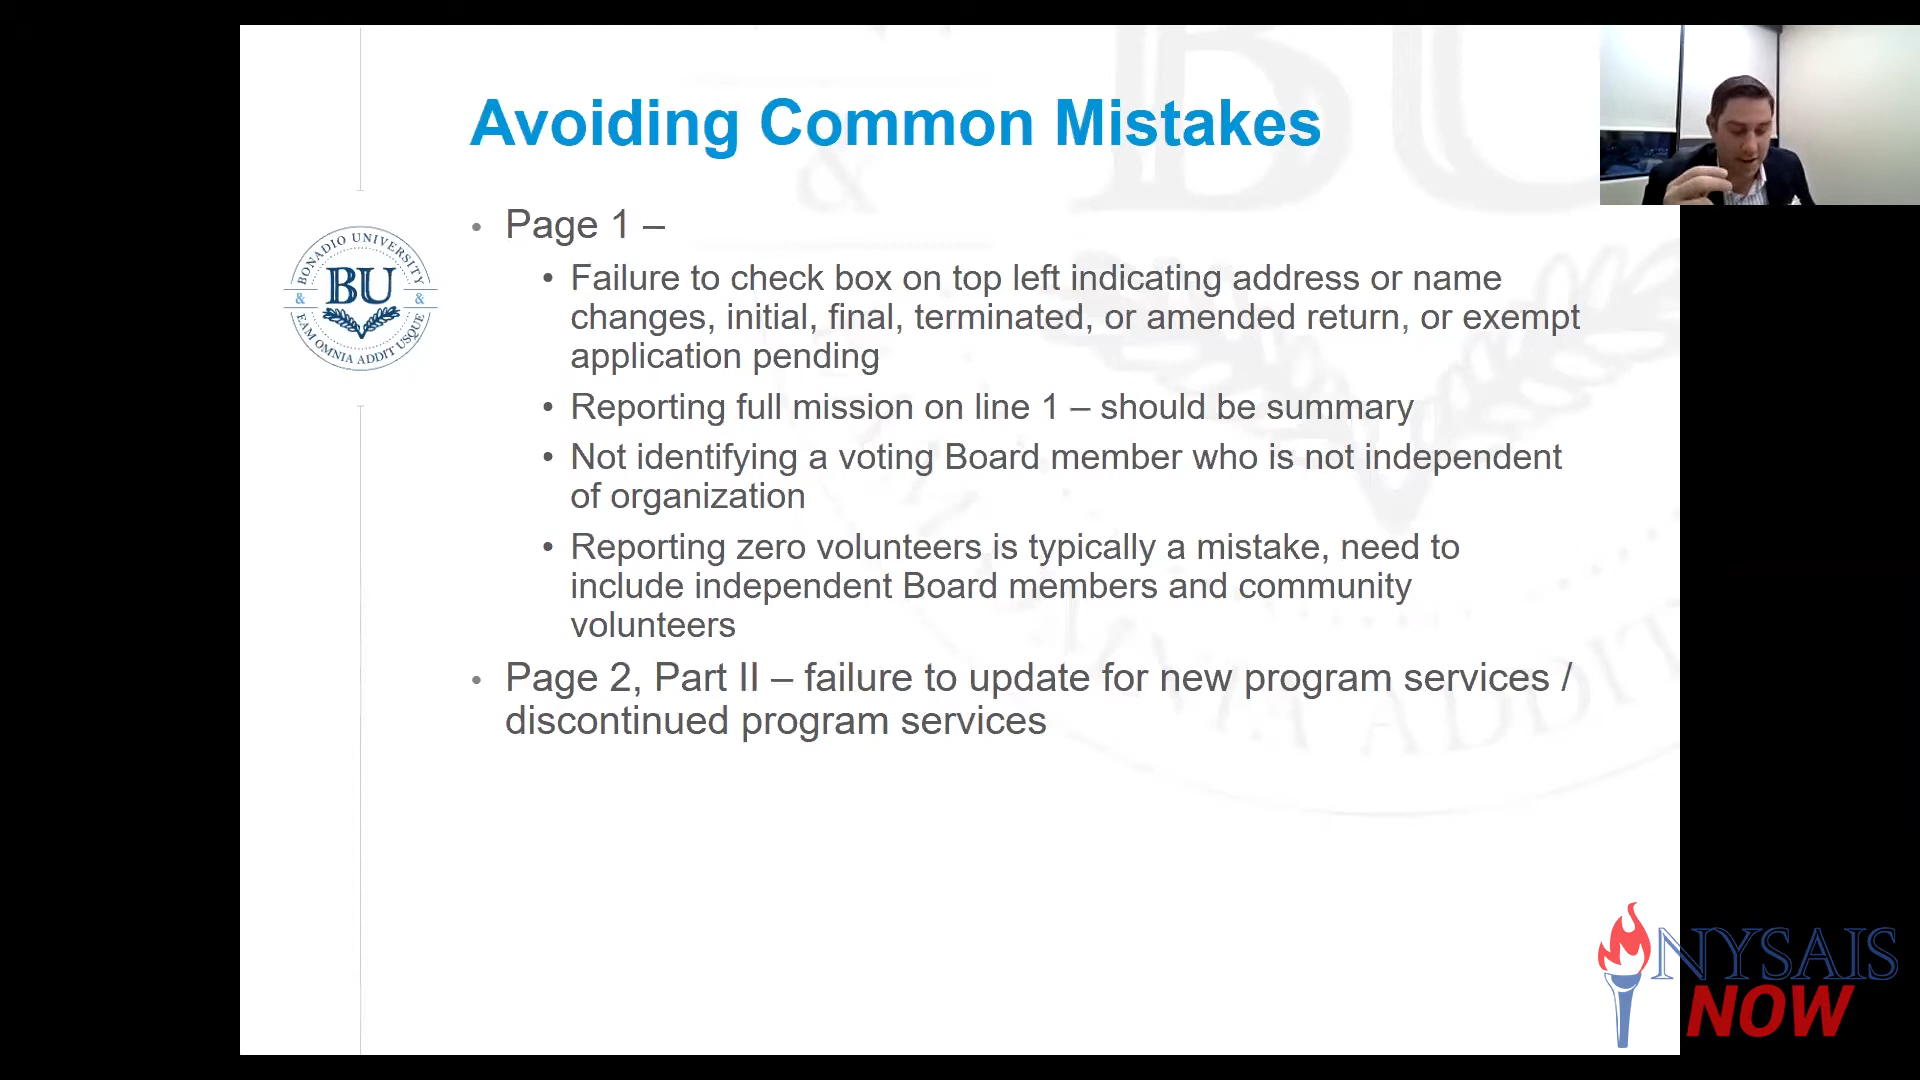 Avoiding Common Mistakes
• Page 1 –
• Failure to check box on top left indicating address or name
changes, initial, final, terminated, or amended return, or exempt
application pending
• Reporting full mission on line 1 – should be summary
• Not identifying a voting Board member who is not independent
of organization
• Reporting zero volunteers is typically a mistake, need to
include independent Board members and community
volunteers
• Page 2, Part II – failure to update for new program services /
discontinued program services
BONADIO UNIVERSITY
BU
& &
EAM OMNIA ADDIT USQUE
NYSAIS
NOW